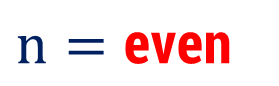 n = even